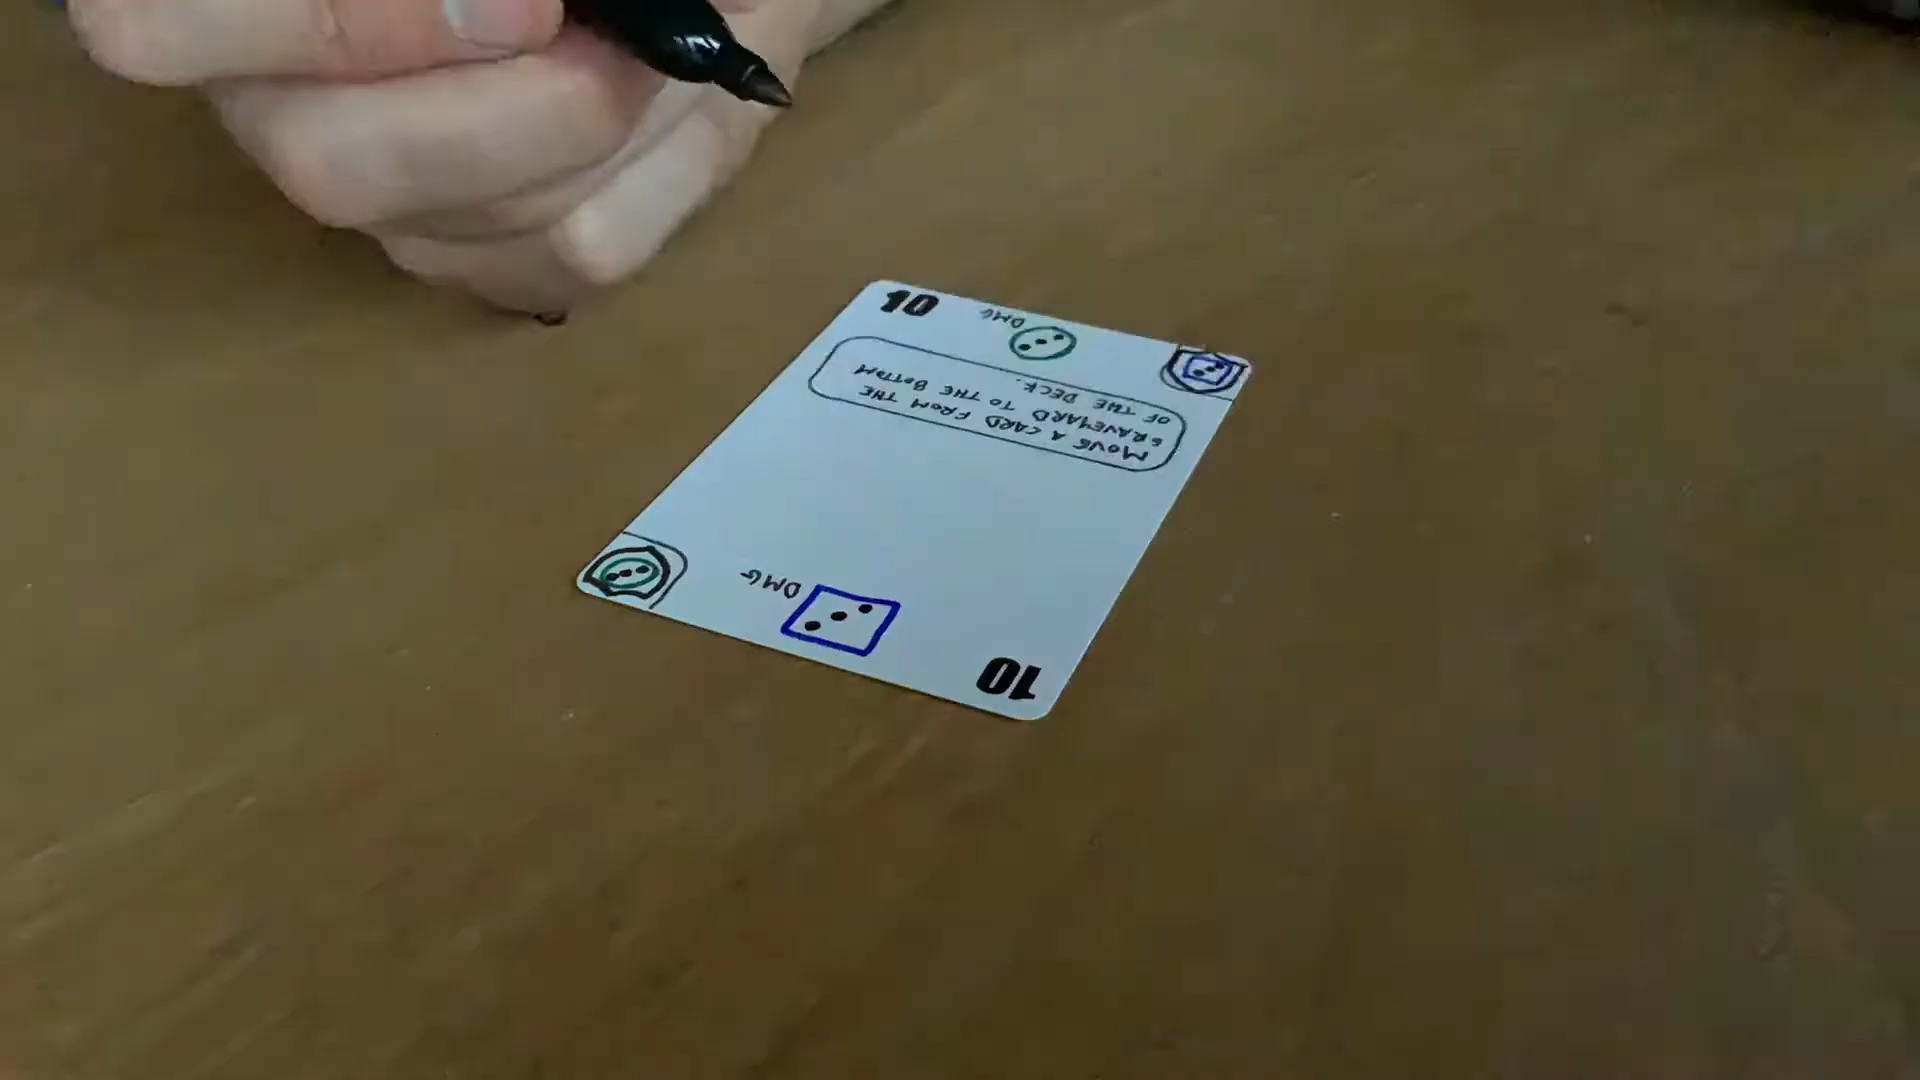 10
DMG
MOVE A CARD FROM THE
GRAVEYARD TO THE BOTTOM
OF THE DECK.
DMG
10